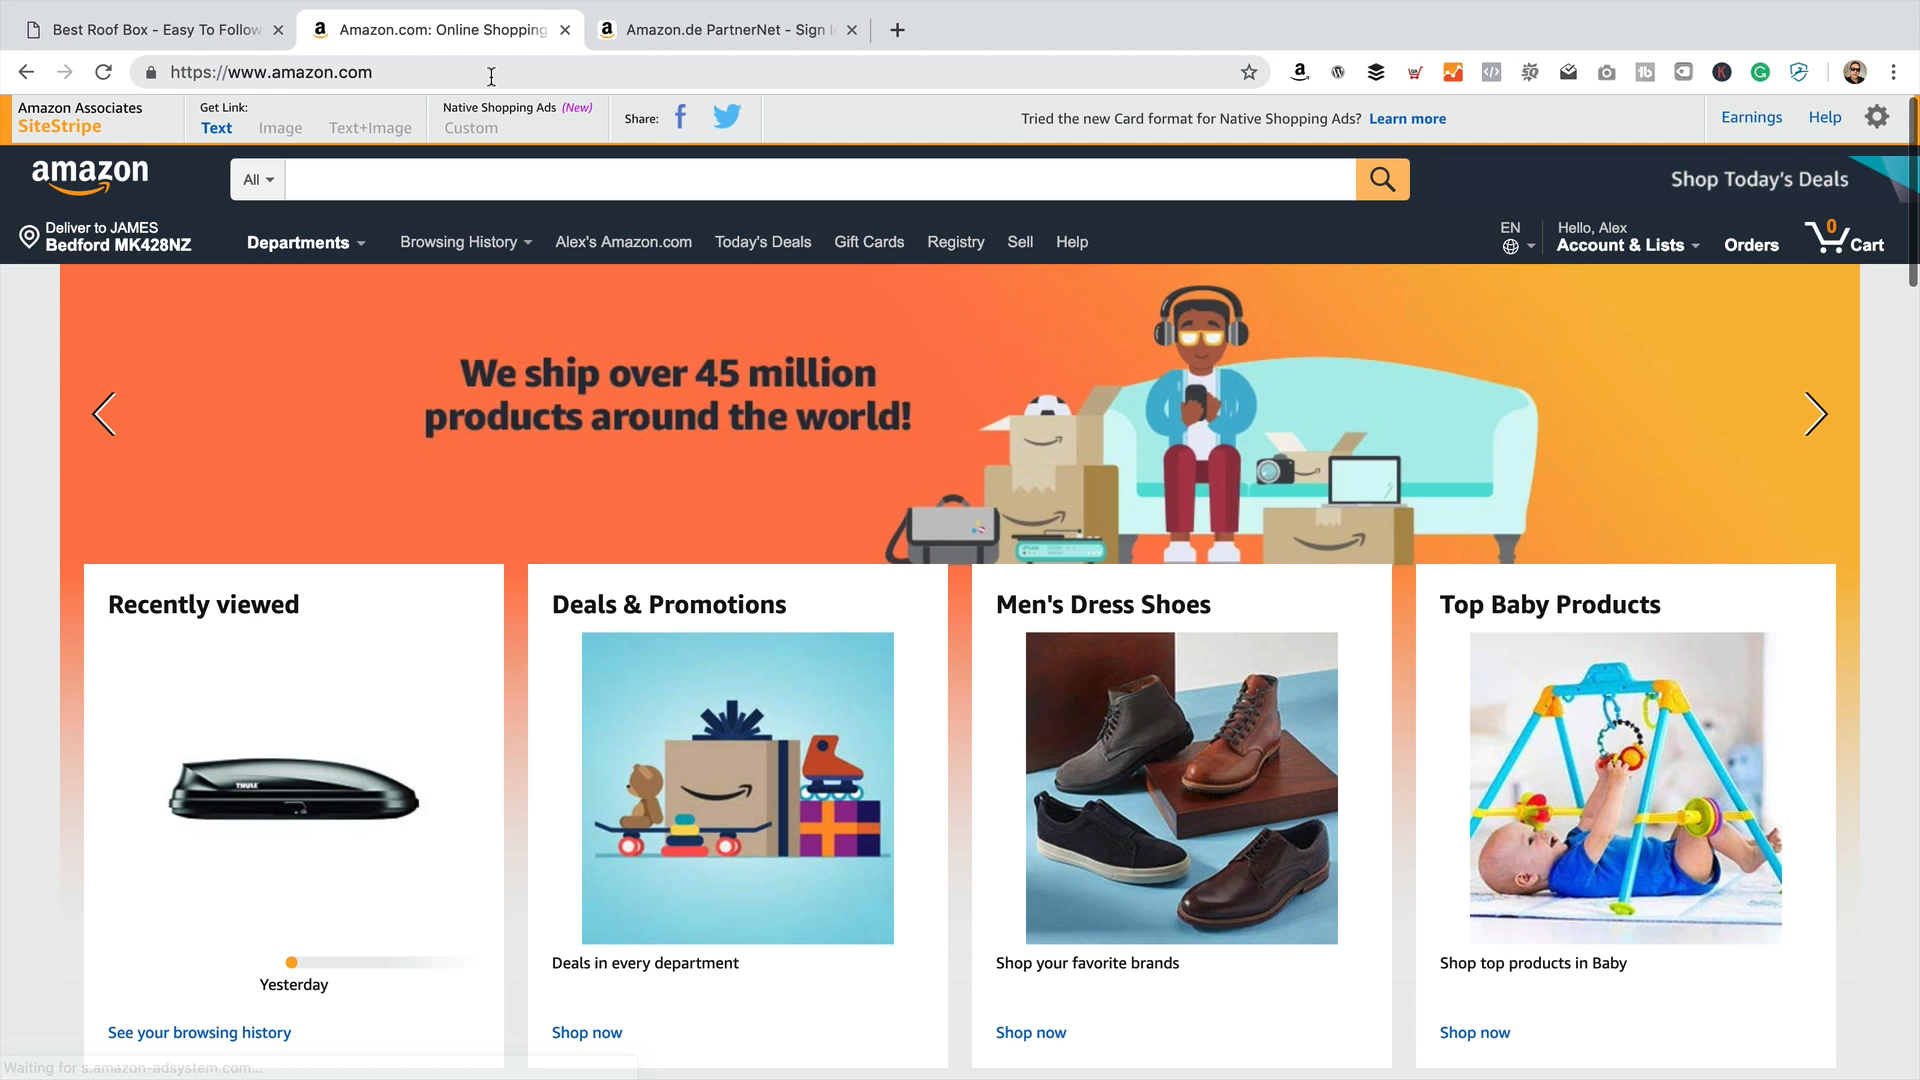 Best Roof Box - Easy To Follow
Amazon.com: Online Shopping
Amazon.de PartnerNet - Sign I
https://www.amazon.com
Amazon Associates
SiteStripe
Get Link:
Text Image Text+Image
Native Shopping Ads (New)
Custom
Share:
Tried the new Card format for Native Shopping Ads? Learn more
Earnings Help
amazon
All
Shop Today's Deals
Deliver to JAMES
Bedford MK428NZ
Departments
Browsing History
Alex's Amazon.com
Today's Deals
Gift Cards
Registry
Sell
Help
EN
Hello, Alex
Account & Lists
Orders
0
Cart
We ship over 45 million
products around the world!
Recently viewed
THULE
Yesterday
See your browsing history
Deals & Promotions
Deals in every department
Shop now
Men's Dress Shoes
Shop your favorite brands
Shop now
Top Baby Products
Shop top products in Baby
Shop now
Waiting for s.amazon-adsystem.com...